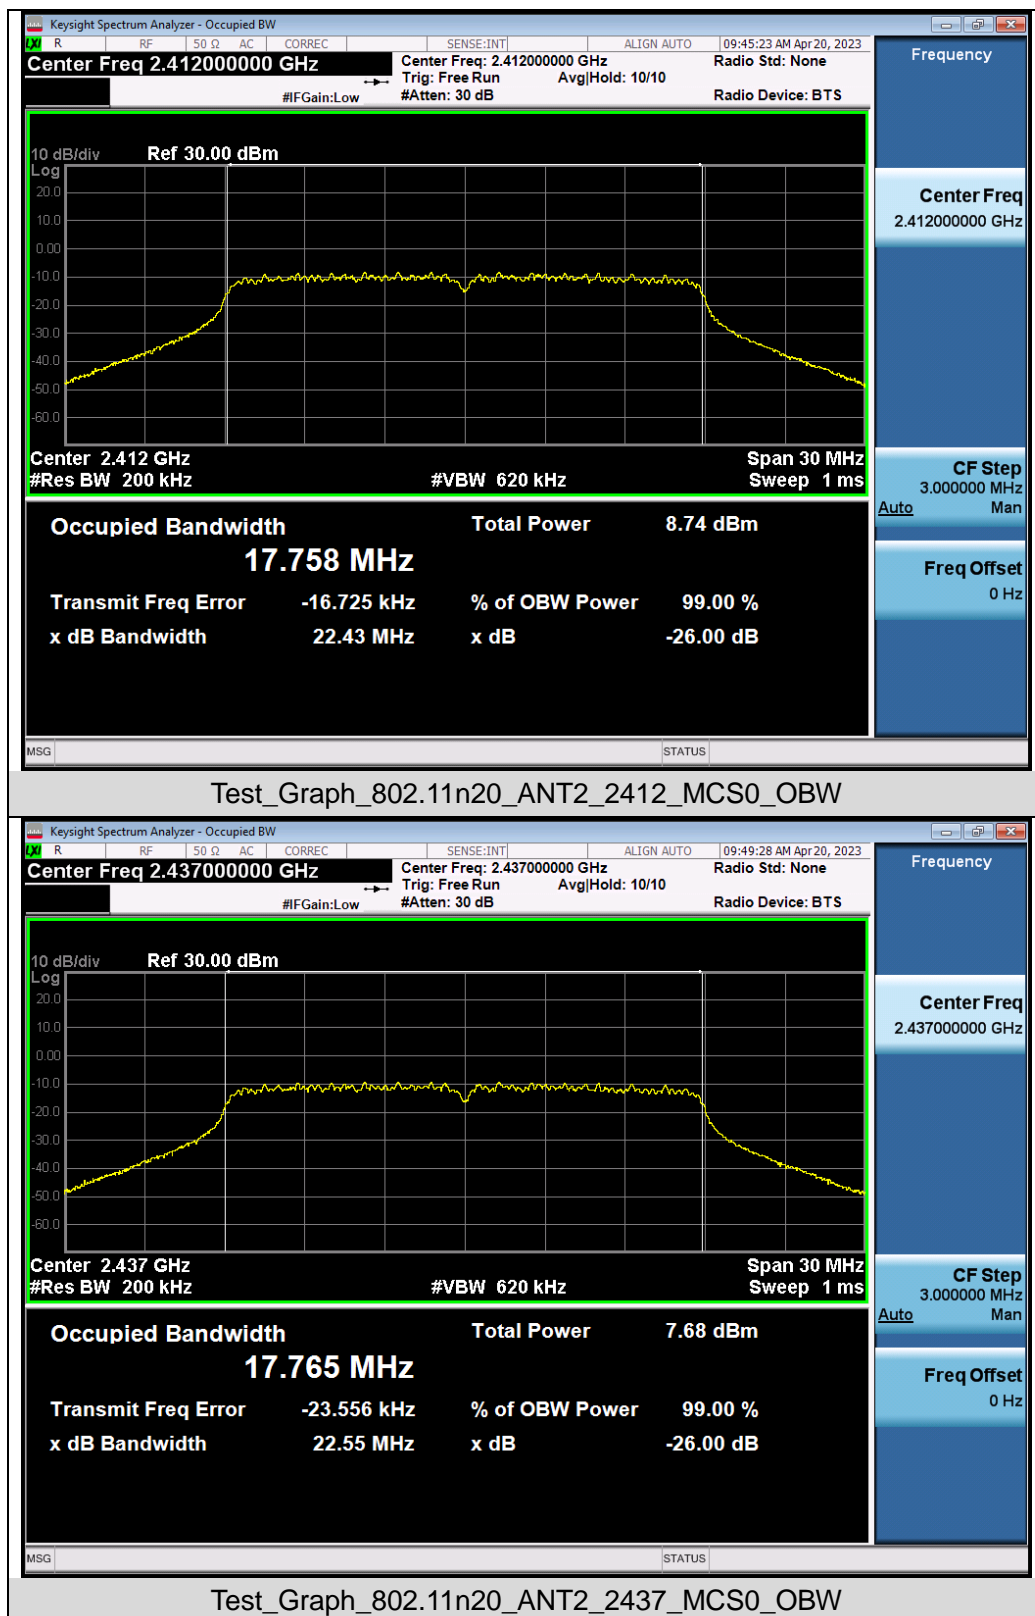 Keysight Spectrum Analyzer - Occupied BW
LXI R RF 50 Ω AC CORREC SENSE:INT ALIGN AUTO 09:45:23 AM Apr 20, 2023
Center Freq 2.412000000 GHz
Center Freq: 2.412000000 GHz Radio Std: None
Trig: Free Run Avg|Hold: 10/10
#IFGain:Low #Atten: 30 dB Radio Device: BTS
Frequency
10 dB/div Ref 30.00 dBm
Log
20.0
10.0
0.00
-10.0
-20.0
-30.0
-40.0
-50.0
-60.0
Center 2.412 GHz Span 30 MHz
#Res BW 200 kHz #VBW 620 kHz Sweep 1 ms
Center Freq
2.412000000 GHz
CF Step
3.000000 MHz
Auto Man
Freq Offset
0 Hz
Occupied Bandwidth Total Power 8.74 dBm
17.758 MHz
Transmit Freq Error -16.725 kHz % of OBW Power 99.00 %
x dB Bandwidth 22.43 MHz x dB -26.00 dB
MSG STATUS
Test_Graph_802.11n20_ANT2_2412_MCS0_OBW
Keysight Spectrum Analyzer - Occupied BW
LXI R RF 50 Ω AC CORREC SENSE:INT ALIGN AUTO 09:49:28 AM Apr 20, 2023
Center Freq 2.437000000 GHz
Center Freq: 2.437000000 GHz Radio Std: None
Trig: Free Run Avg|Hold: 10/10
#IFGain:Low #Atten: 30 dB Radio Device: BTS
Frequency
10 dB/div Ref 30.00 dBm
Log
20.0
10.0
0.00
-10.0
-20.0
-30.0
-40.0
-50.0
-60.0
Center 2.437 GHz Span 30 MHz
#Res BW 200 kHz #VBW 620 kHz Sweep 1 ms
Center Freq
2.437000000 GHz
CF Step
3.000000 MHz
Auto Man
Freq Offset
0 Hz
Occupied Bandwidth Total Power 7.68 dBm
17.765 MHz
Transmit Freq Error -23.556 kHz % of OBW Power 99.00 %
x dB Bandwidth 22.55 MHz x dB -26.00 dB
MSG STATUS
Test_Graph_802.11n20_ANT2_2437_MCS0_OBW